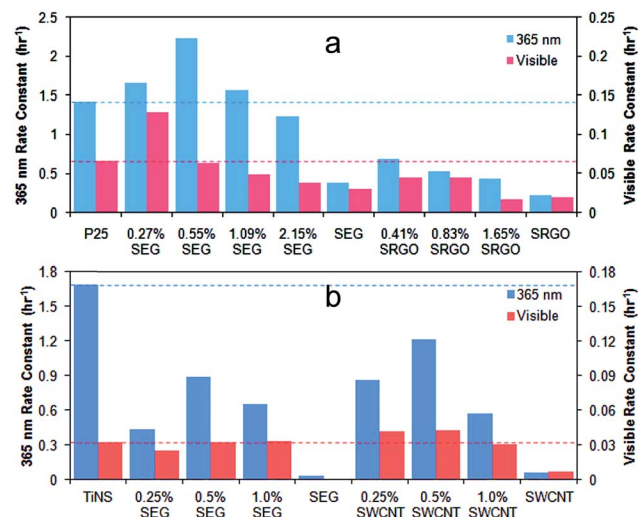 a
365 nm Rate Constant (hr⁻¹)
2.5
2
1.5
1
0.5
0
365 nm
Visible
0.25
0.20
0.15
0.10
0.05
0.00
Visible Rate Constant (hr⁻¹)
P25 0.27% 0.55% 1.09% 2.15% SEG 0.41% 0.83% 1.65% SRGO
SEG SEG SEG SEG SRGO SRGO SRGO
b
365 nm Rate Constant (hr⁻¹)
1.8
1.5
1.2
0.9
0.6
0.3
0
365 nm
Visible
0.18
0.15
0.12
0.09
0.06
0.03
0
Visible Rate Constant (hr⁻¹)
TiNS 0.25% 0.5% 1.0% SEG 0.25% 0.5% 1.0% SWCNT
SEG SEG SEG SWCNT SWCNT SWCNT